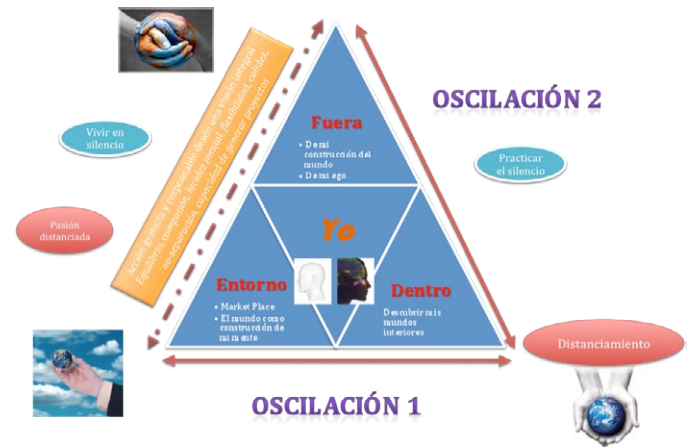 OSCILACIÓN 2
Vivir en
silencio
Pasión
distanciada
Acción gratuita y responsable desde una visión integral
Equilibrio, compasión, lucidez mental, flexibilidad, calidez,
no-separación, capacidad de generar proyectos
Fuera
• De mi
construcción del
mundo
• De mi ego
Practicar
el silencio
Yo
Entorno
• Market Place
• El mundo como
construcción de
mi mente
Dentro
Descubrir mis
mundos
interiores
Distanciamiento
OSCILACIÓN 1